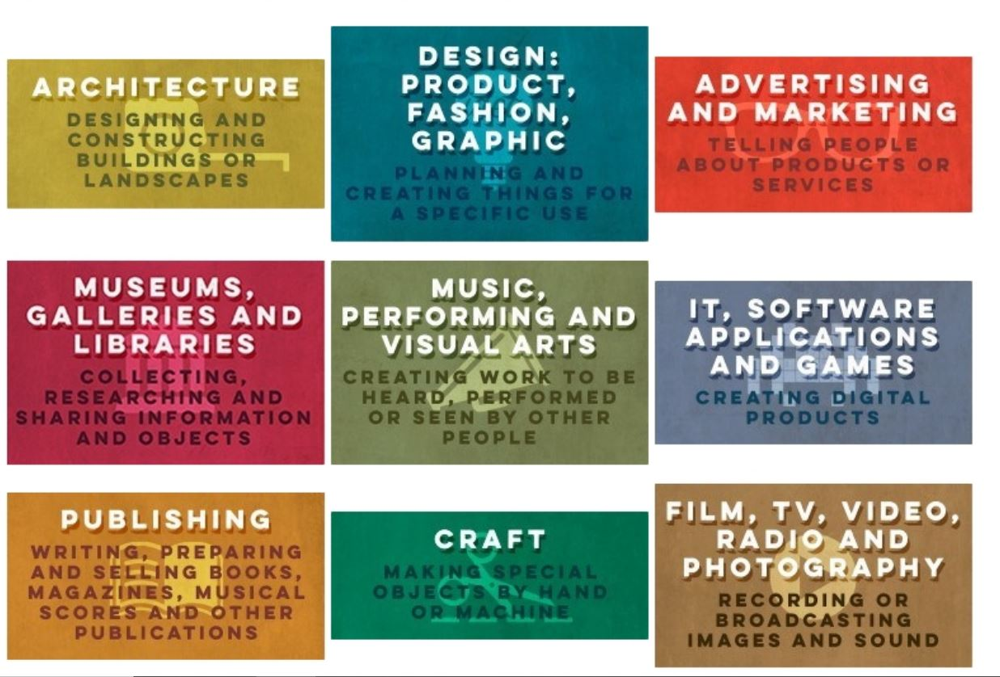 ARCHITECTURE
DESIGNING AND
CONSTRUCTING
BUILDINGS OR
LANDSCAPES
DESIGN:
PRODUCT,
FASHION,
GRAPHIC
PLANNING AND
CREATING THINGS FOR
A SPECIFIC USE
ADVERTISING
AND MARKETING
TELLING PEOPLE
ABOUT PRODUCTS OR
SERVICES
MUSEUMS,
GALLERIES AND
LIBRARIES
COLLECTING,
RESEARCHING AND
SHARING INFORMATION
AND OBJECTS
MUSIC,
PERFORMING AND
VISUAL ARTS
CREATING WORK TO BE
HEARD, PERFORMED
OR SEEN BY OTHER
PEOPLE
IT, SOFTWARE
APPLICATIONS
AND GAMES
CREATING DIGITAL
PRODUCTS
PUBLISHING
WRITING, PREPARING
AND SELLING BOOKS,
MAGAZINES, MUSICAL
SCORES AND OTHER
PUBLICATIONS
CRAFT
MAKING SPECIAL
OBJECTS BY HAND
OR MACHINE
FILM, TV, VIDEO,
RADIO AND
PHOTOGRAPHY
RECORDING OR
BROADCASTING
IMAGES AND SOUND